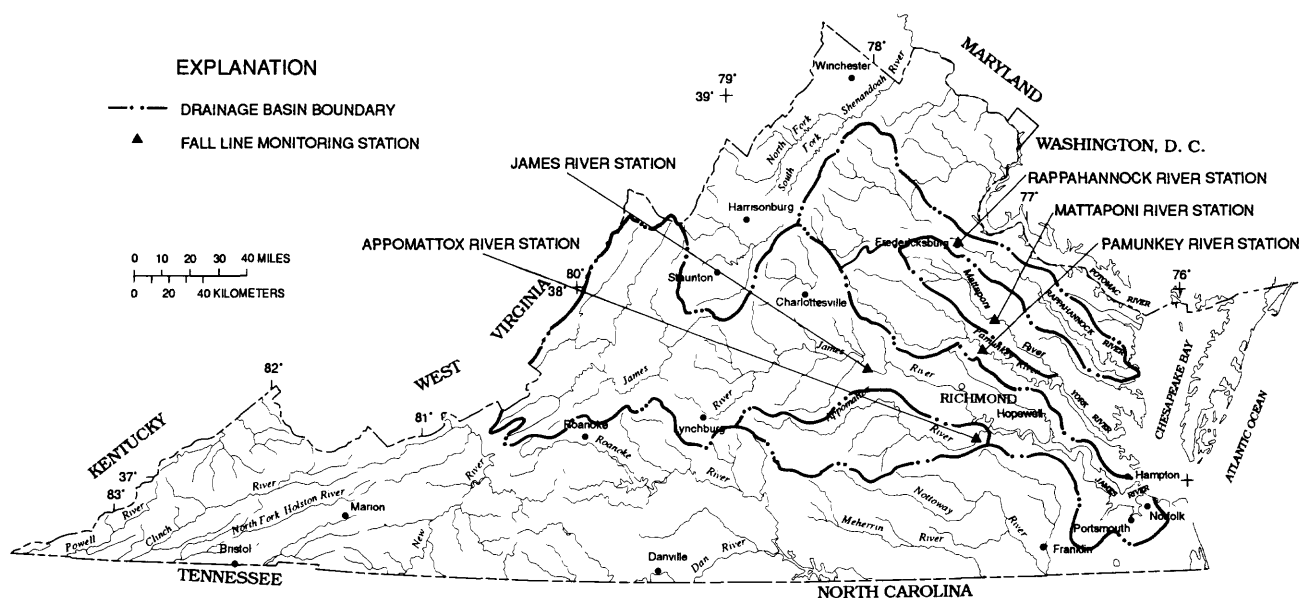 EXPLANATION
DRAINAGE BASIN BOUNDARY
FALL LINE MONITORING STATION
JAMES RIVER STATION
APPOMATTOX RIVER STATION
0 20 40 MILES
0 20 40 KILOMETERS
MARYLAND
WASHINGTON, D. C.
RAPPAHANNOCK RIVER STATION
MATTAPONI RIVER STATION
PAMUNKEY RIVER STATION
78°
79°
39°
77°
76°
80°
38°
82°
81°
37°
83°
Winchester
North Fork
South Fork
Shenandoah River
Harrisonburg
Staunton
Charlottesville
Fredericksburg
Mattaponi
River
Pamunkey
River
POTOMAC RIVER
RAPPAHANNOCK RIVER
YORK RIVER
CHESAPEAKE BAY
ATLANTIC OCEAN
WEST VIRGINIA
KENTUCKY
James
River
James
River
RICHMOND
Hopewell
River
Roanoke
Roanoke
River
Lynchburg
Hampton
JAMES RIVER
Norfolk
Portsmouth
Franklin
Nottoway
River
Meherrin
River
Danville
Dan River
New
River
Marion
North Fork Holston River
Clinch
River
Powell
River
Bristol
TENNESSEE
NORTH CAROLINA